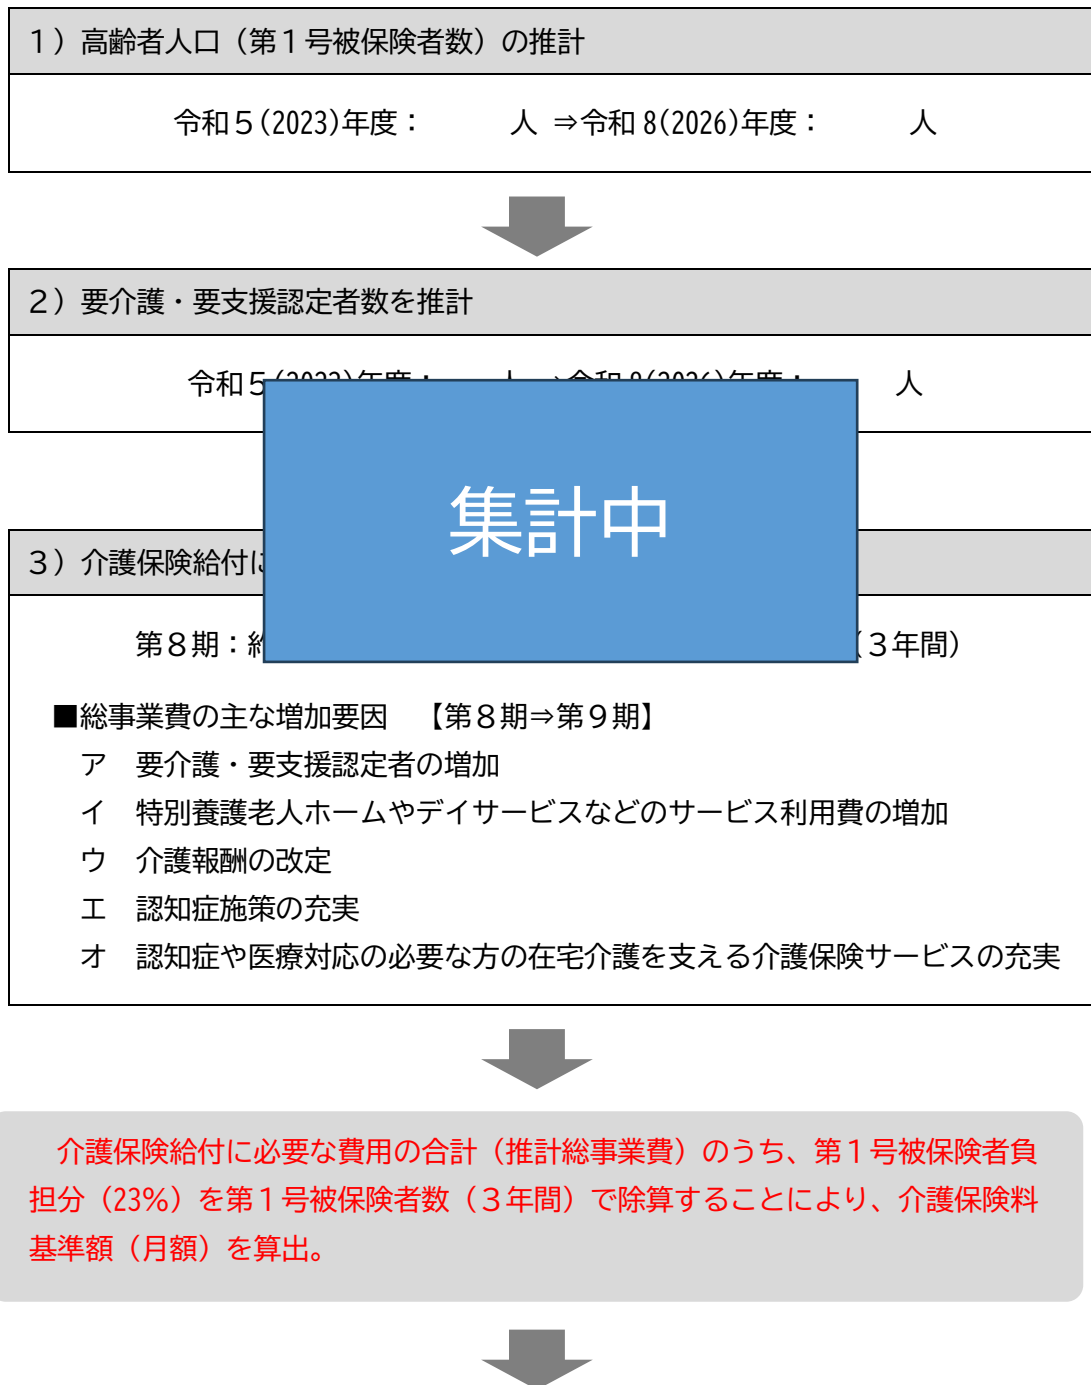 １）高齢者人口（第１号被保険者数）の推計
令和５(2023)年度：　　　人 ⇒令和 8(2026)年度：　　　人
２）要介護・要支援認定者数を推計
令和５(2023)年度：　　人 ⇒令和 8(2026)年度：　　　人
集計中
３）介護保険給付に
第８期：約　　　（３年間）
■総事業費の主な増加要因　【第８期⇒第９期】
ア　要介護・要支援認定者の増加
イ　特別養護老人ホームやデイサービスなどのサービス利用費の増加
ウ　介護報酬の改定
エ　認知症施策の充実
オ　認知症や医療対応の必要な方の在宅介護を支える介護保険サービスの充実
介護保険給付に必要な費用の合計（推計総事業費）のうち、第１号被保険者負
担分（23％）を第１号被保険者数（３年間）で除算することにより、介護保険料
基準額（月額）を算出。